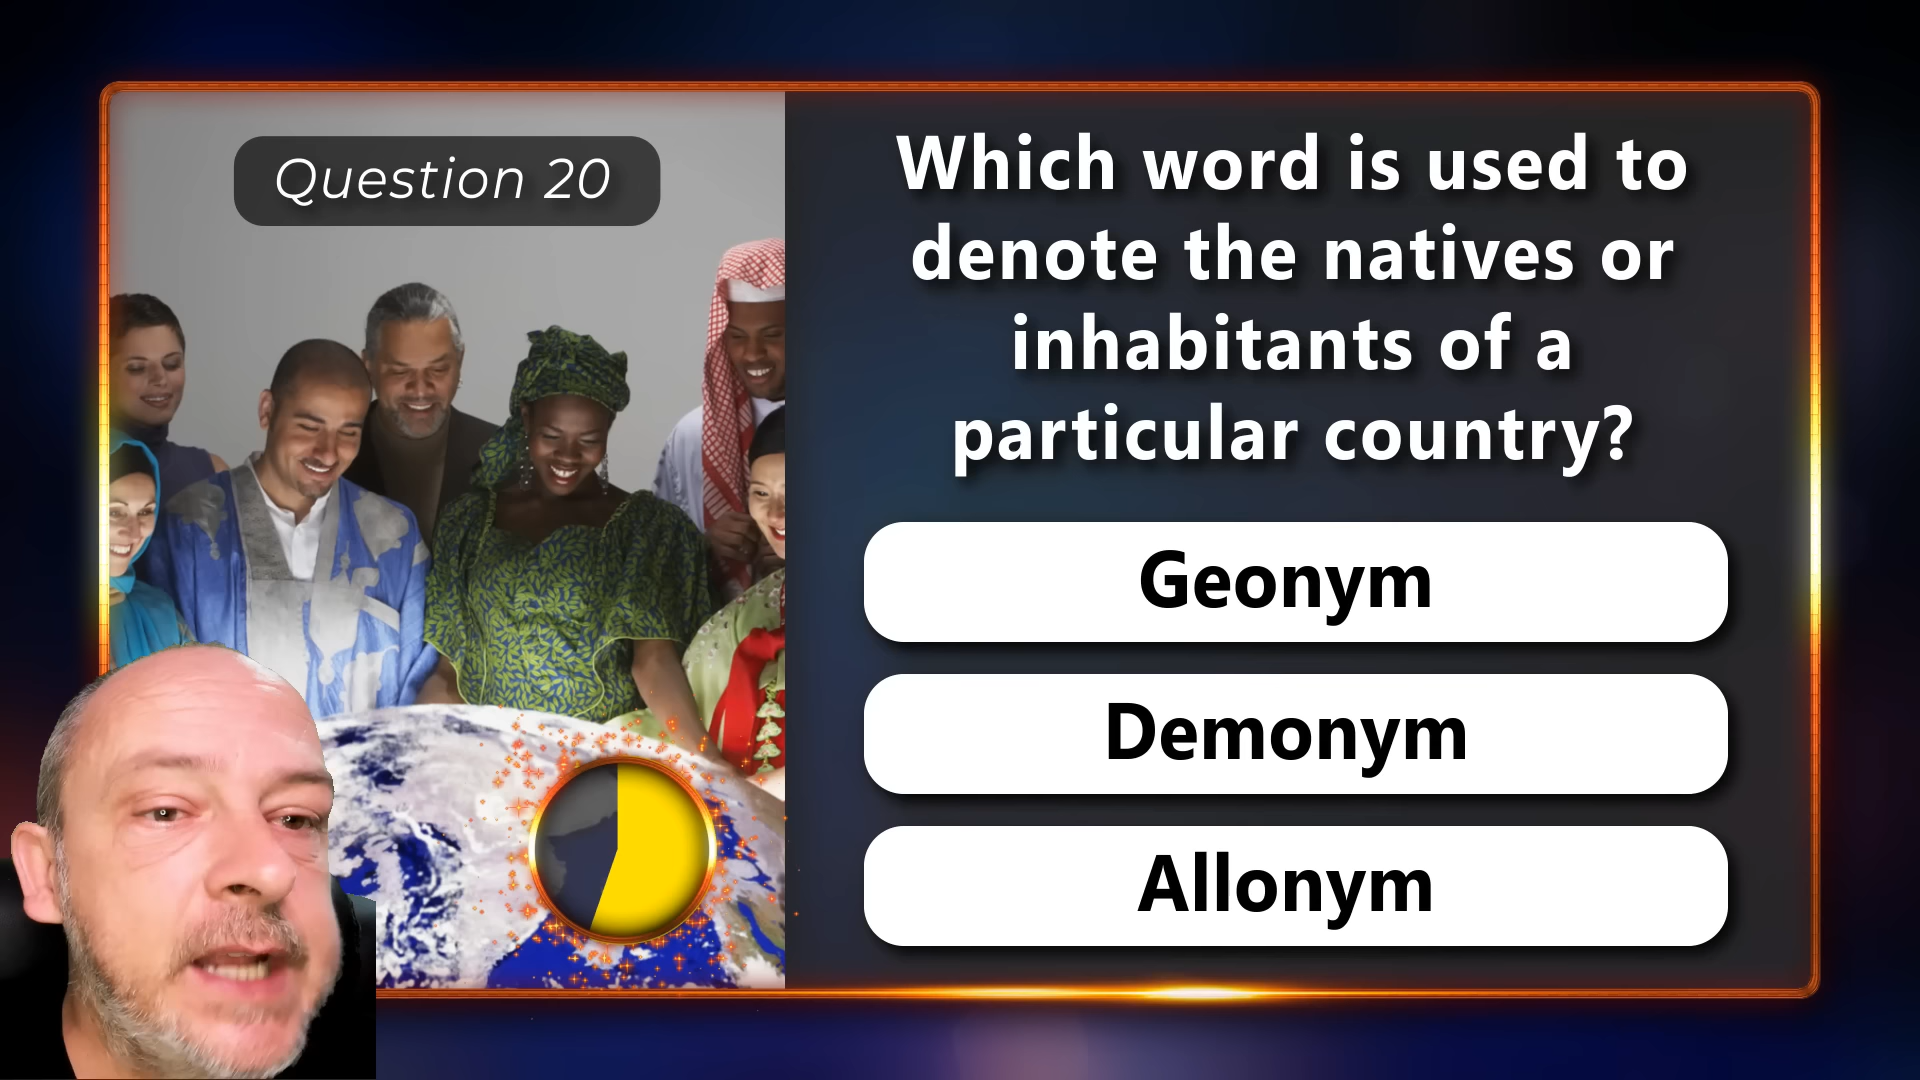 Question 20
Which word is used to
denote the natives or
inhabitants of a
particular country?
Geonym
Demonym
Allonym